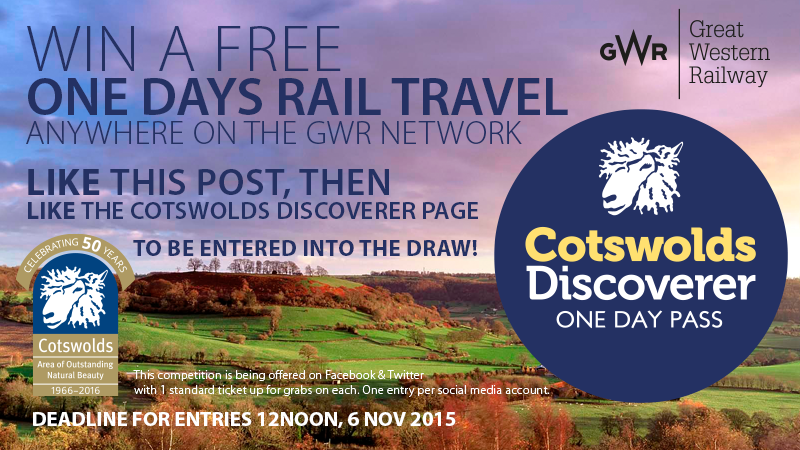 WIN A FREE
ONE DAYS RAIL TRAVEL
ANYWHERE ON THE GWR NETWORK
LIKE THIS POST, THEN
LIKE THE COTSWOLDS DISCOVERER PAGE
TO BE ENTERED INTO THE DRAW!
GWR
Great
Western
Railway
Cotswolds
Discoverer
ONE DAY PASS
CELEBRATING 50 YEARS
Cotswolds
Area of Outstanding
Natural Beauty
1966–2016
This competition is being offered on Facebook & Twitter
with 1 standard ticket up for grabs on each. One entry per social media account.
DEADLINE FOR ENTRIES 12NOON, 6 NOV 2015